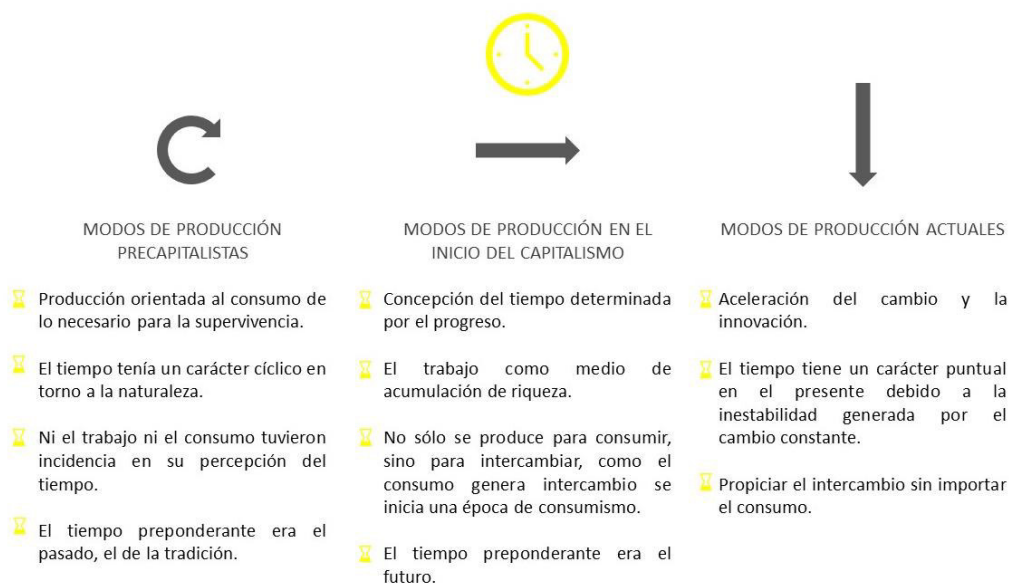 MODOS DE PRODUCCIÓN
PRECAPITALISTAS
Producción orientada al consumo de
lo necesario para la supervivencia.
El tiempo tenía un carácter cíclico en
torno a la naturaleza.
Ni el trabajo ni el consumo tuvieron
incidencia en su percepción del
tiempo.
El tiempo preponderante era el
pasado, el de la tradición.
MODOS DE PRODUCCIÓN EN EL
INICIO DEL CAPITALISMO
Concepción del tiempo determinada
por el progreso.
El trabajo como medio de
acumulación de riqueza.
No sólo se produce para consumir,
sino para intercambiar, como el
consumo genera intercambio se
inicia una época de consumismo.
El tiempo preponderante era el
futuro.
MODOS DE PRODUCCIÓN ACTUALES
Aceleración del cambio y la
innovación.
El tiempo tiene un carácter puntual
en el presente debido a la
inestabilidad generada por el
cambio constante.
Propiciar el intercambio sin importar
el consumo.